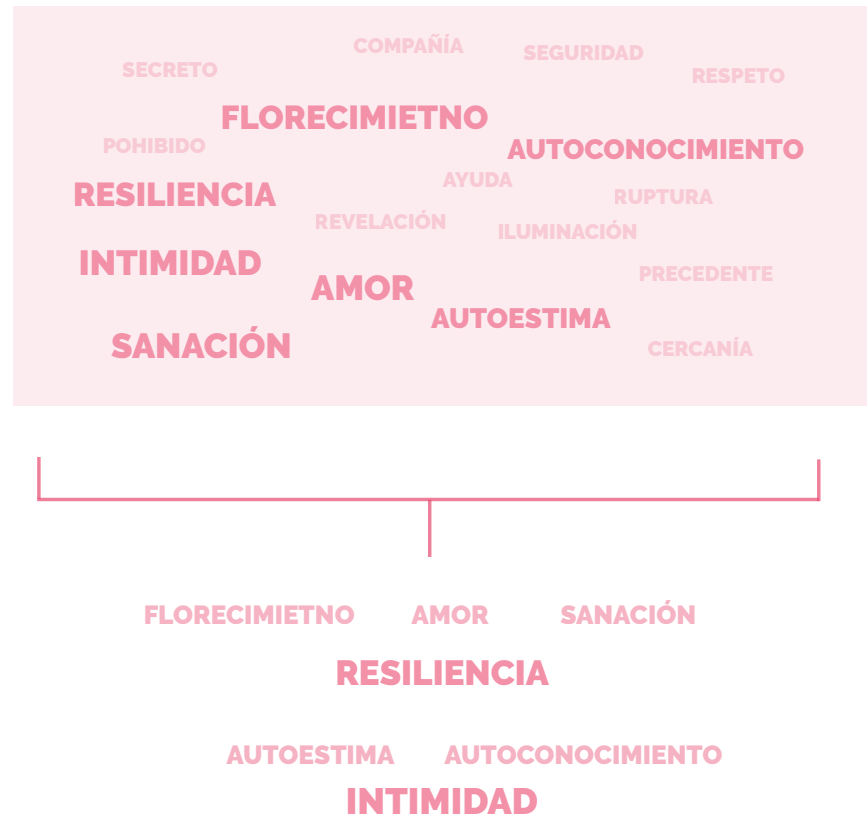 COMPAÑÍA
SEGURIDAD
SECRETO
RESPETO
FLORECIMIETNO
POHIBIDO
AUTOCONOCIMIENTO
AYUDA
RESILIENCIA
RUPTURA
REVELACIÓN
ILUMINACIÓN
INTIMIDAD
PRECEDENTE
AMOR
AUTOESTIMA
SANACIÓN
CERCANÍA
FLORECIMIETNO AMOR SANACIÓN
RESILIENCIA
AUTOESTIMA AUTOCONOCIMIENTO
INTIMIDAD